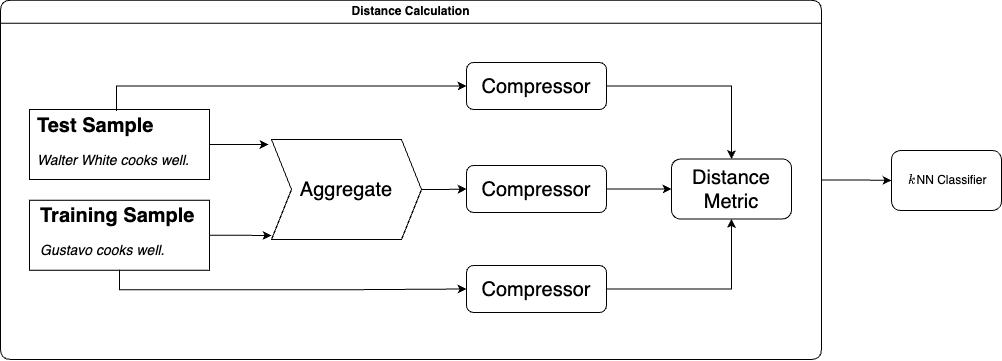 Distance Calculation
Compressor
Test Sample
Walter White cooks well.
Aggregate
Compressor
Distance
Metric
kNN Classifier
Training Sample
Gustavo cooks well.
Compressor